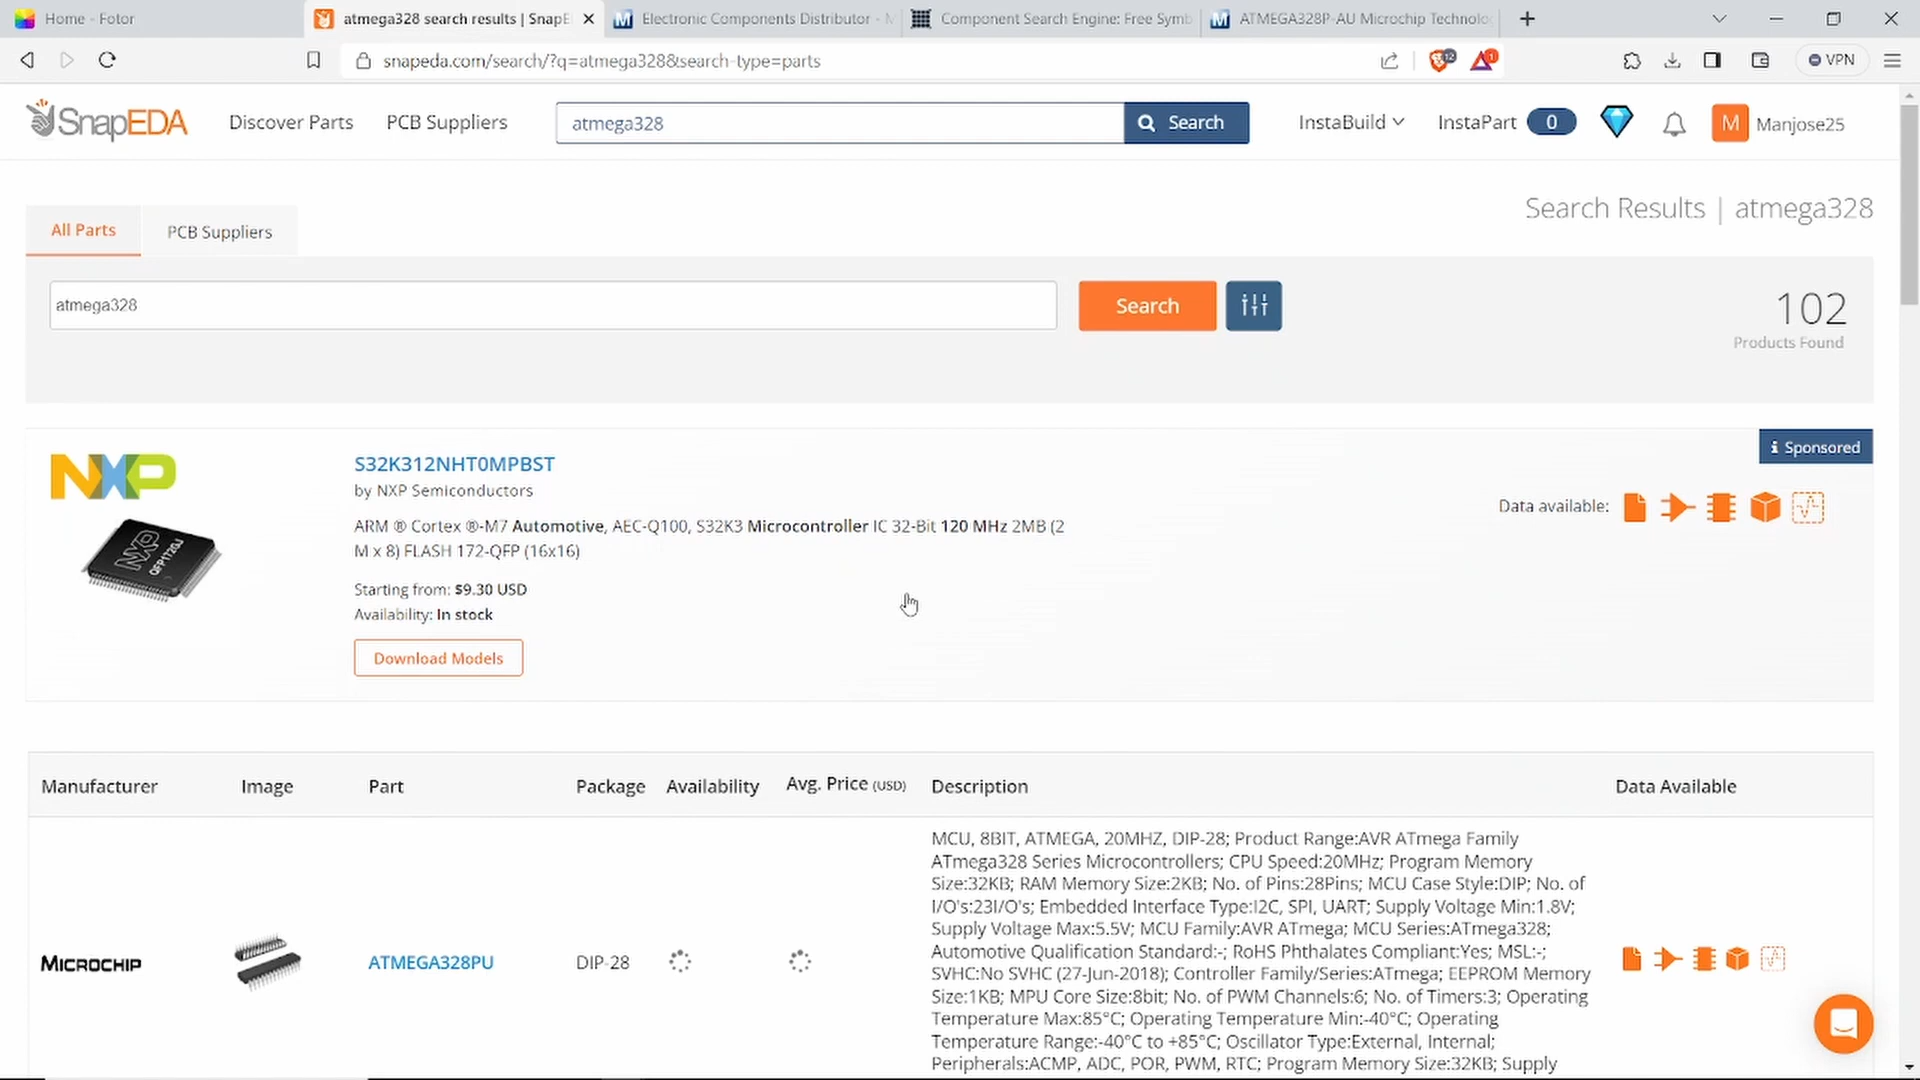 Home - Fotor
atmega328 search results | SnapE
Electronic Components Distributor - M
Component Search Engine: Free Symb
ATMEGA328P-AU Microchip Technolo
snapeda.com/search/?q=atmega328&search-type=parts
12
1
VPN
SnapEDA
Discover Parts
PCB Suppliers
atmega328
Search
InstaBuild
InstaPart
0
M
Manjose25
Search Results | atmega328
All Parts
PCB Suppliers
atmega328
Search
102
Products Found
NXP
NXP
QFP172GJ
S32K312NHT0MPBST
by NXP Semiconductors
ARM ® Cortex ®-M7 Automotive, AEC-Q100, S32K3 Microcontroller IC 32-Bit 120 MHz 2MB (2
M x 8) FLASH 172-QFP (16x16)
Starting from: $9.30 USD
Availability: In stock
Download Models
i Sponsored
Data available:
Manufacturer
Image
Part
Package
Availability
Avg. Price (USD)
Description
Data Available
MICROCHIP
ATMEGA328PU
DIP-28
MCU, 8BIT, ATMEGA, 20MHZ, DIP-28; Product Range:AVR ATmega Family
ATmega328 Series Microcontrollers; CPU Speed:20MHz; Program Memory
Size:32KB; RAM Memory Size:2KB; No. of Pins:28Pins; MCU Case Style:DIP; No. of
I/O's:23I/O's; Embedded Interface Type:I2C, SPI, UART; Supply Voltage Min:1.8V;
Supply Voltage Max:5.5V; MCU Family:AVR ATmega; MCU Series:ATmega328;
Automotive Qualification Standard:-; RoHS Phthalates Compliant:Yes; MSL:-;
SVHC:No SVHC (27-Jun-2018); Controller Family/Series:ATmega; EEPROM Memory
Size:1KB; MPU Core Size:8bit; No. of PWM Channels:6; No. of Timers:3; Operating
Temperature Max:85°C; Operating Temperature Min:-40°C; Operating
Temperature Range:-40°C to +85°C; Oscillator Type:External, Internal;
Peripherals:ACMP, ADC, POR, PWM, RTC; Program Memory Size:32KB; Supply